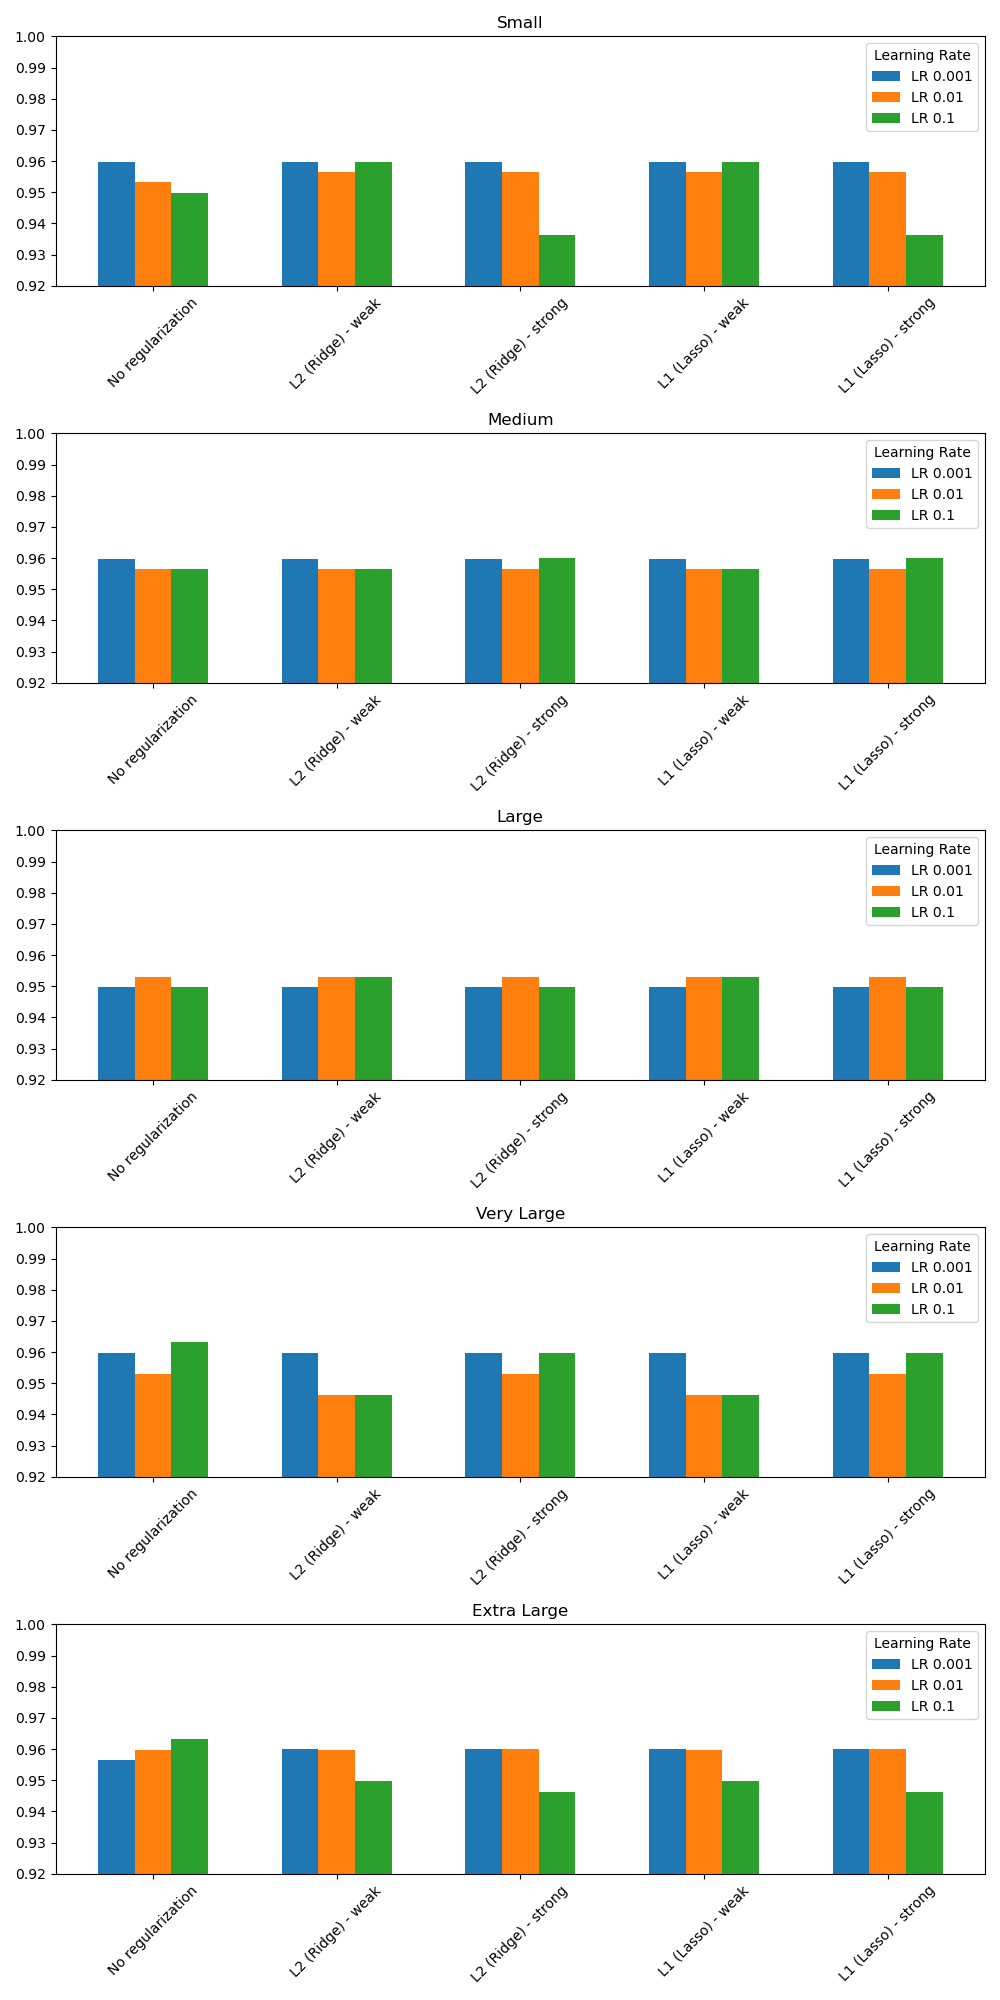 Small
1.00
0.99
0.98
0.97
0.96
0.95
0.94
0.93
0.92
Learning Rate
LR 0.001
LR 0.01
LR 0.1
No regularization
L2 (Ridge) - weak
L2 (Ridge) - strong
L1 (Lasso) - weak
L1 (Lasso) - strong
Medium
1.00
0.99
0.98
0.97
0.96
0.95
0.94
0.93
0.92
Learning Rate
LR 0.001
LR 0.01
LR 0.1
No regularization
L2 (Ridge) - weak
L2 (Ridge) - strong
L1 (Lasso) - weak
L1 (Lasso) - strong
Large
1.00
0.99
0.98
0.97
0.96
0.95
0.94
0.93
0.92
Learning Rate
LR 0.001
LR 0.01
LR 0.1
No regularization
L2 (Ridge) - weak
L2 (Ridge) - strong
L1 (Lasso) - weak
L1 (Lasso) - strong
Very Large
1.00
0.99
0.98
0.97
0.96
0.95
0.94
0.93
0.92
Learning Rate
LR 0.001
LR 0.01
LR 0.1
No regularization
L2 (Ridge) - weak
L2 (Ridge) - strong
L1 (Lasso) - weak
L1 (Lasso) - strong
Extra Large
1.00
0.99
0.98
0.97
0.96
0.95
0.94
0.93
0.92
Learning Rate
LR 0.001
LR 0.01
LR 0.1
No regularization
L2 (Ridge) - weak
L2 (Ridge) - strong
L1 (Lasso) - weak
L1 (Lasso) - strong